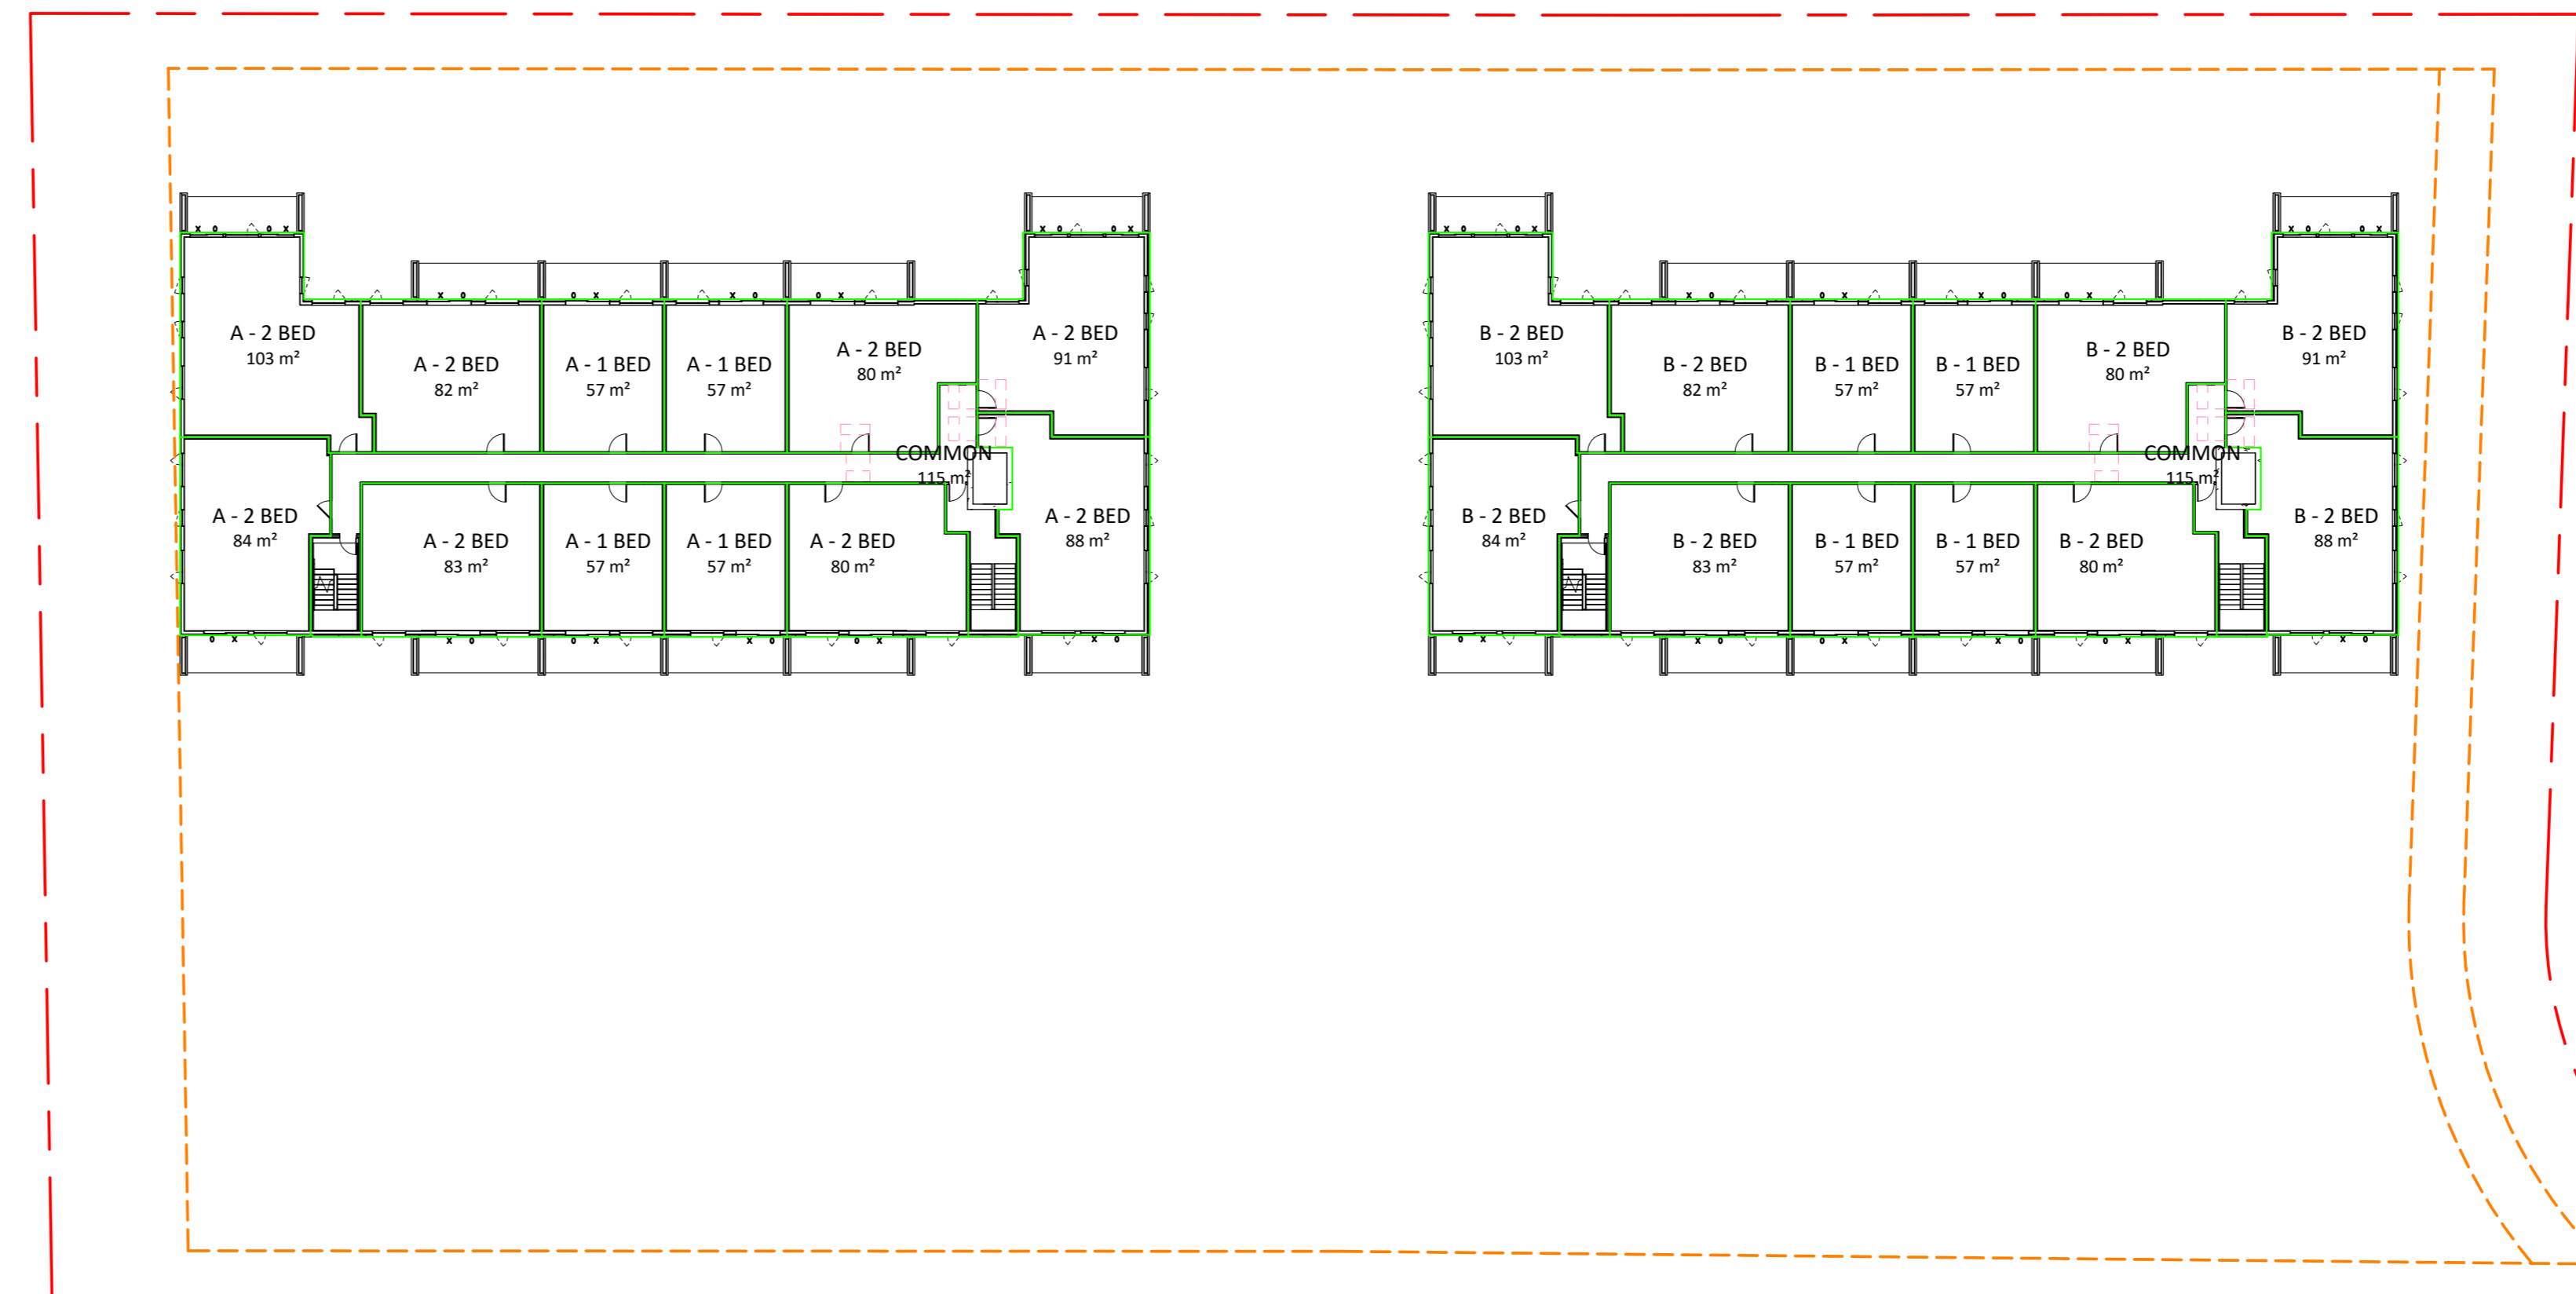 A - 2 BED
103 m²
A - 2 BED
82 m²
A - 1 BED
57 m²
A - 1 BED
57 m²
A - 2 BED
80 m²
A - 2 BED
91 m²
COMMON
115 m²
A - 2 BED
84 m²
A - 2 BED
83 m²
A - 1 BED
57 m²
A - 1 BED
57 m²
A - 2 BED
80 m²
A - 2 BED
88 m²
B - 2 BED
103 m²
B - 2 BED
82 m²
B - 1 BED
57 m²
B - 1 BED
57 m²
B - 2 BED
80 m²
B - 2 BED
91 m²
COMMON
115 m²
B - 2 BED
84 m²
B - 2 BED
83 m²
B - 1 BED
57 m²
B - 1 BED
57 m²
B - 2 BED
80 m²
B - 2 BED
88 m²